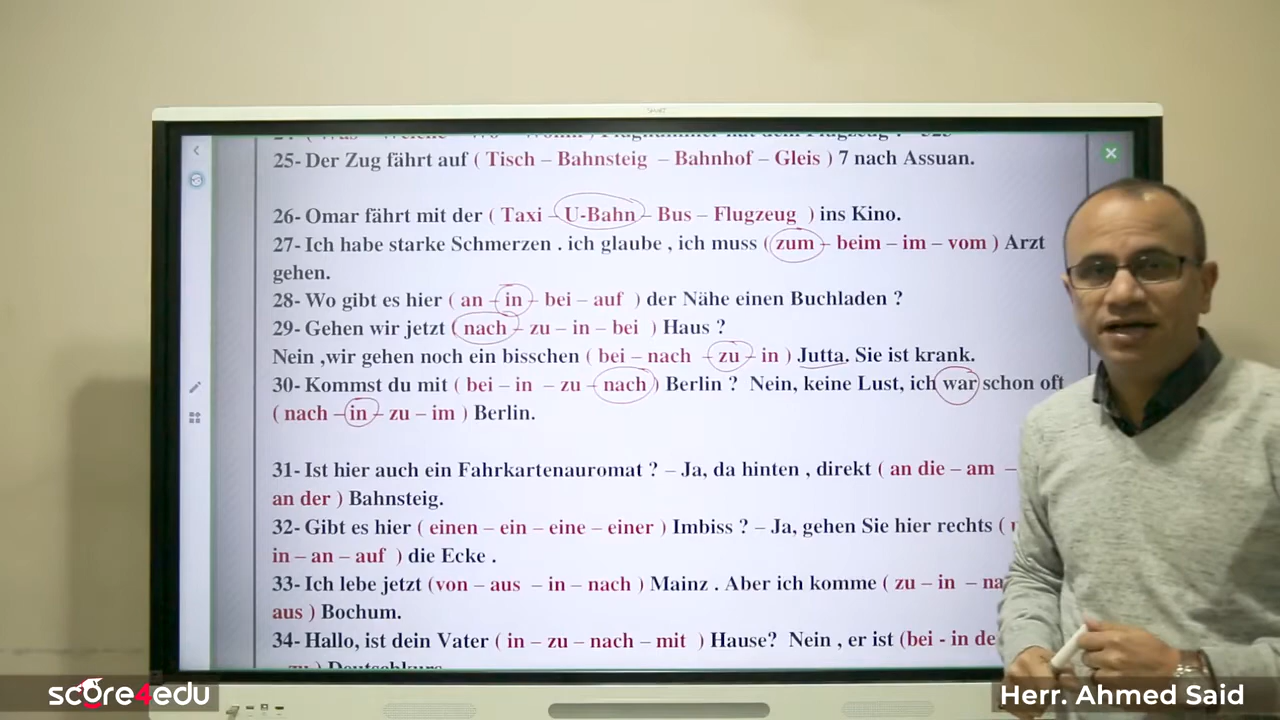 25- Der Zug fährt auf ( Tisch – Bahnsteig – Bahnhof – Gleis ) 7 nach Assuan.
26- Omar fährt mit der ( Taxi – U-Bahn – Bus – Flugzeug ) ins Kino.
27- Ich habe starke Schmerzen . ich glaube , ich muss ( zum – beim – im – vom ) Arzt
gehen.
28- Wo gibt es hier ( an – in – bei – auf ) der Nähe einen Buchladen ?
29- Gehen wir jetzt ( nach – zu – in – bei ) Haus ?
Nein ,wir gehen noch ein bisschen ( bei – nach – zu – in ) Jutta. Sie ist krank.
30- Kommst du mit ( bei – in – zu – nach ) Berlin ? Nein, keine Lust, ich war schon oft
( nach – in – zu – im ) Berlin.
31- Ist hier auch ein Fahrkartenauromat ? – Ja, da hinten , direkt ( an die – am –
an der ) Bahnsteig.
32- Gibt es hier ( einen – ein – eine – einer ) Imbiss ? – Ja, gehen Sie hier rechts (
in – an – auf ) die Ecke .
33- Ich lebe jetzt (von – aus – in – nach ) Mainz . Aber ich komme ( zu – in – na
aus ) Bochum.
34- Hallo, ist dein Vater ( in – zu – nach – mit ) Hause? Nein , er ist (bei - in de
score4edu
Herr. Ahmed Said